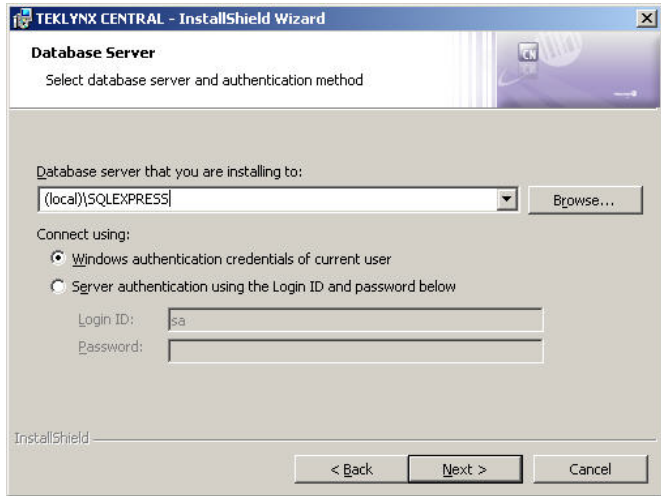 TEKLYNX CENTRAL - InstallShield Wizard
Database Server
Select database server and authentication method
CN
Database server that you are installing to:
(local)\SQLEXPRESS
Browse...
Connect using:
Windows authentication credentials of current user
Server authentication using the Login ID and password below
Login ID: sa
Password:
InstallShield
< Back Next > Cancel